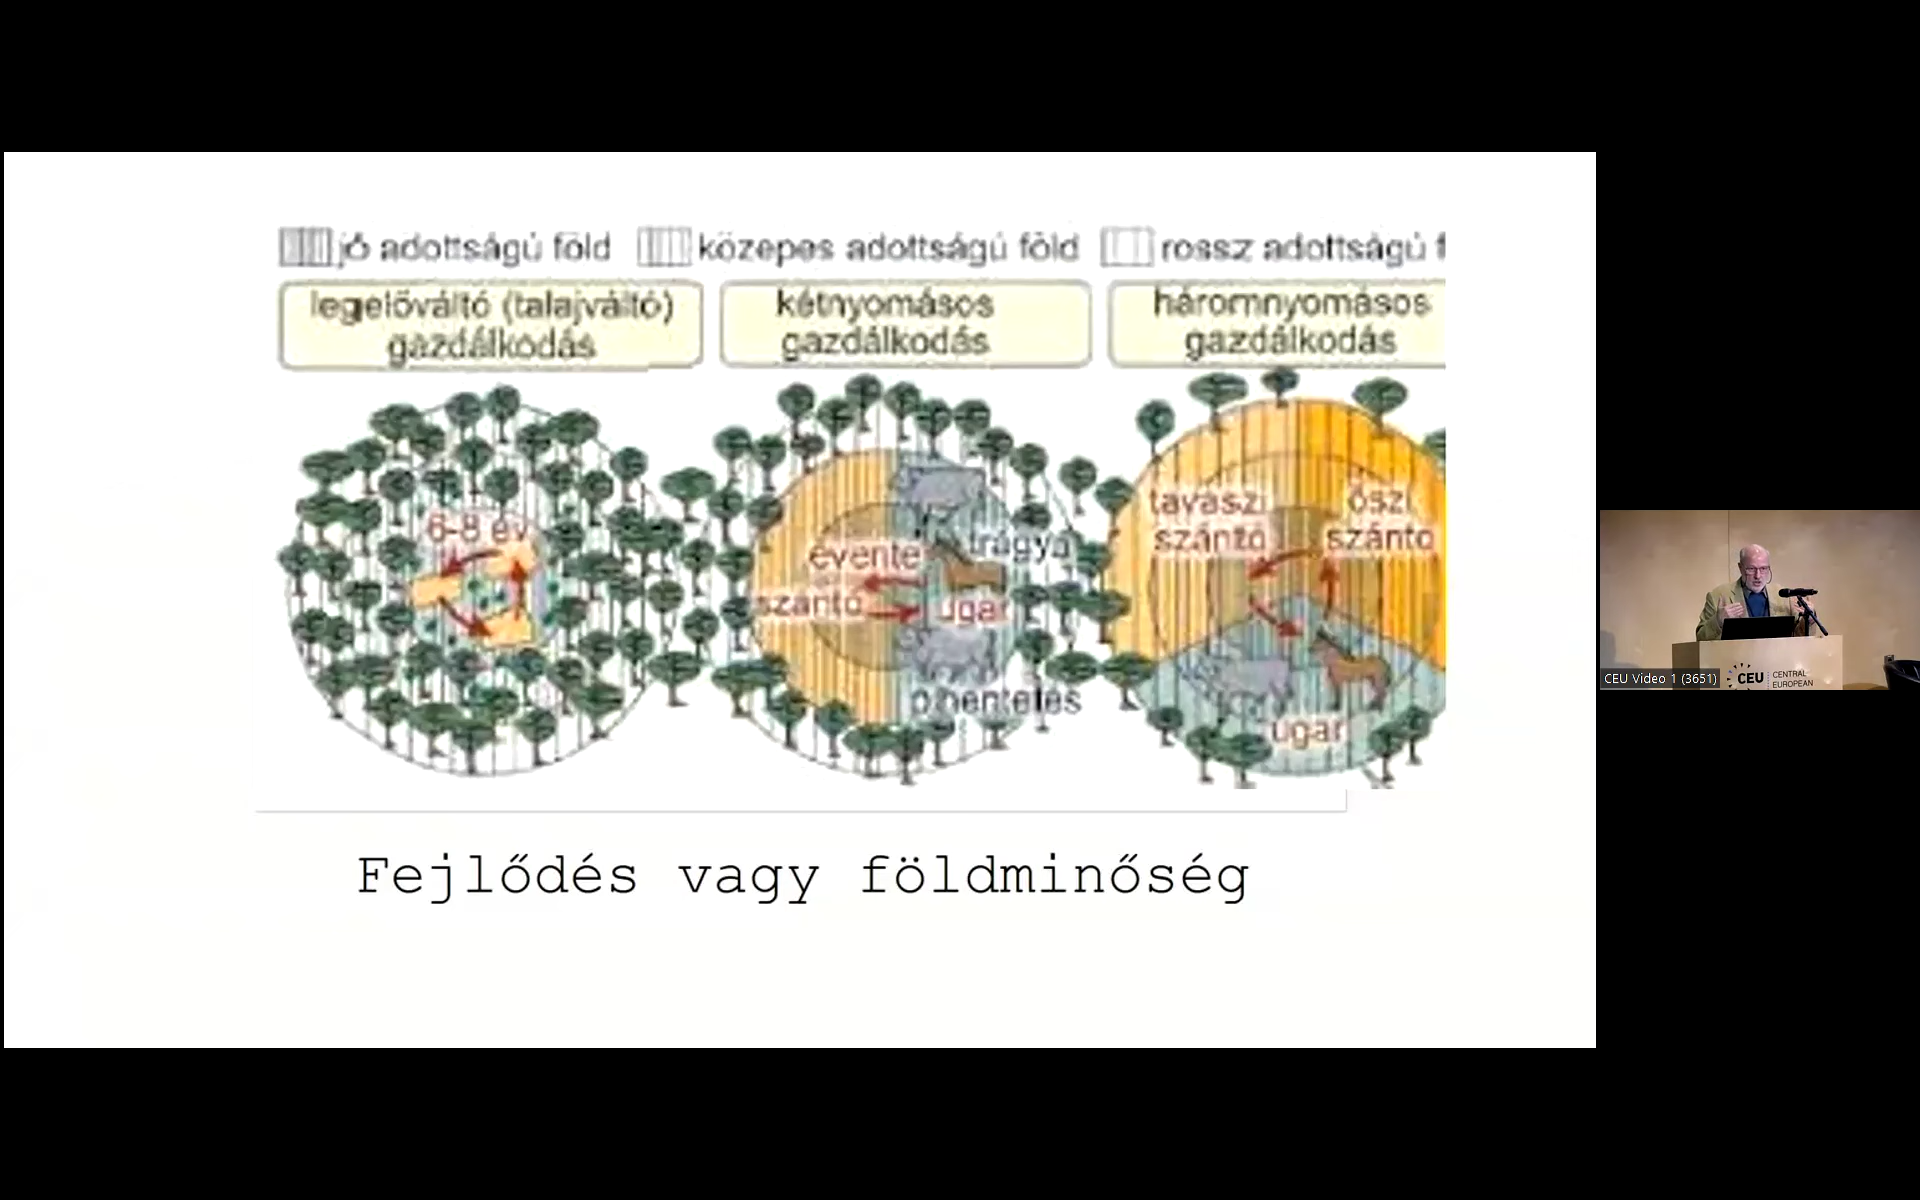 jó adottságú föld közepes adottságú föld rossz adottságú f
legelőváltó (talajváltó)
gazdálkodás
kétnyomásos
gazdálkodás
háromnyomásos
gazdálkodás
6-8 év
évente
szántó
trágya
ugar
pihentetés
tavaszi
szántó
őszi
szántó
ugar
Fejlődés vagy földminőség
CEU Video 1 (3651)
CEU
CENTRAL
EUROPEAN